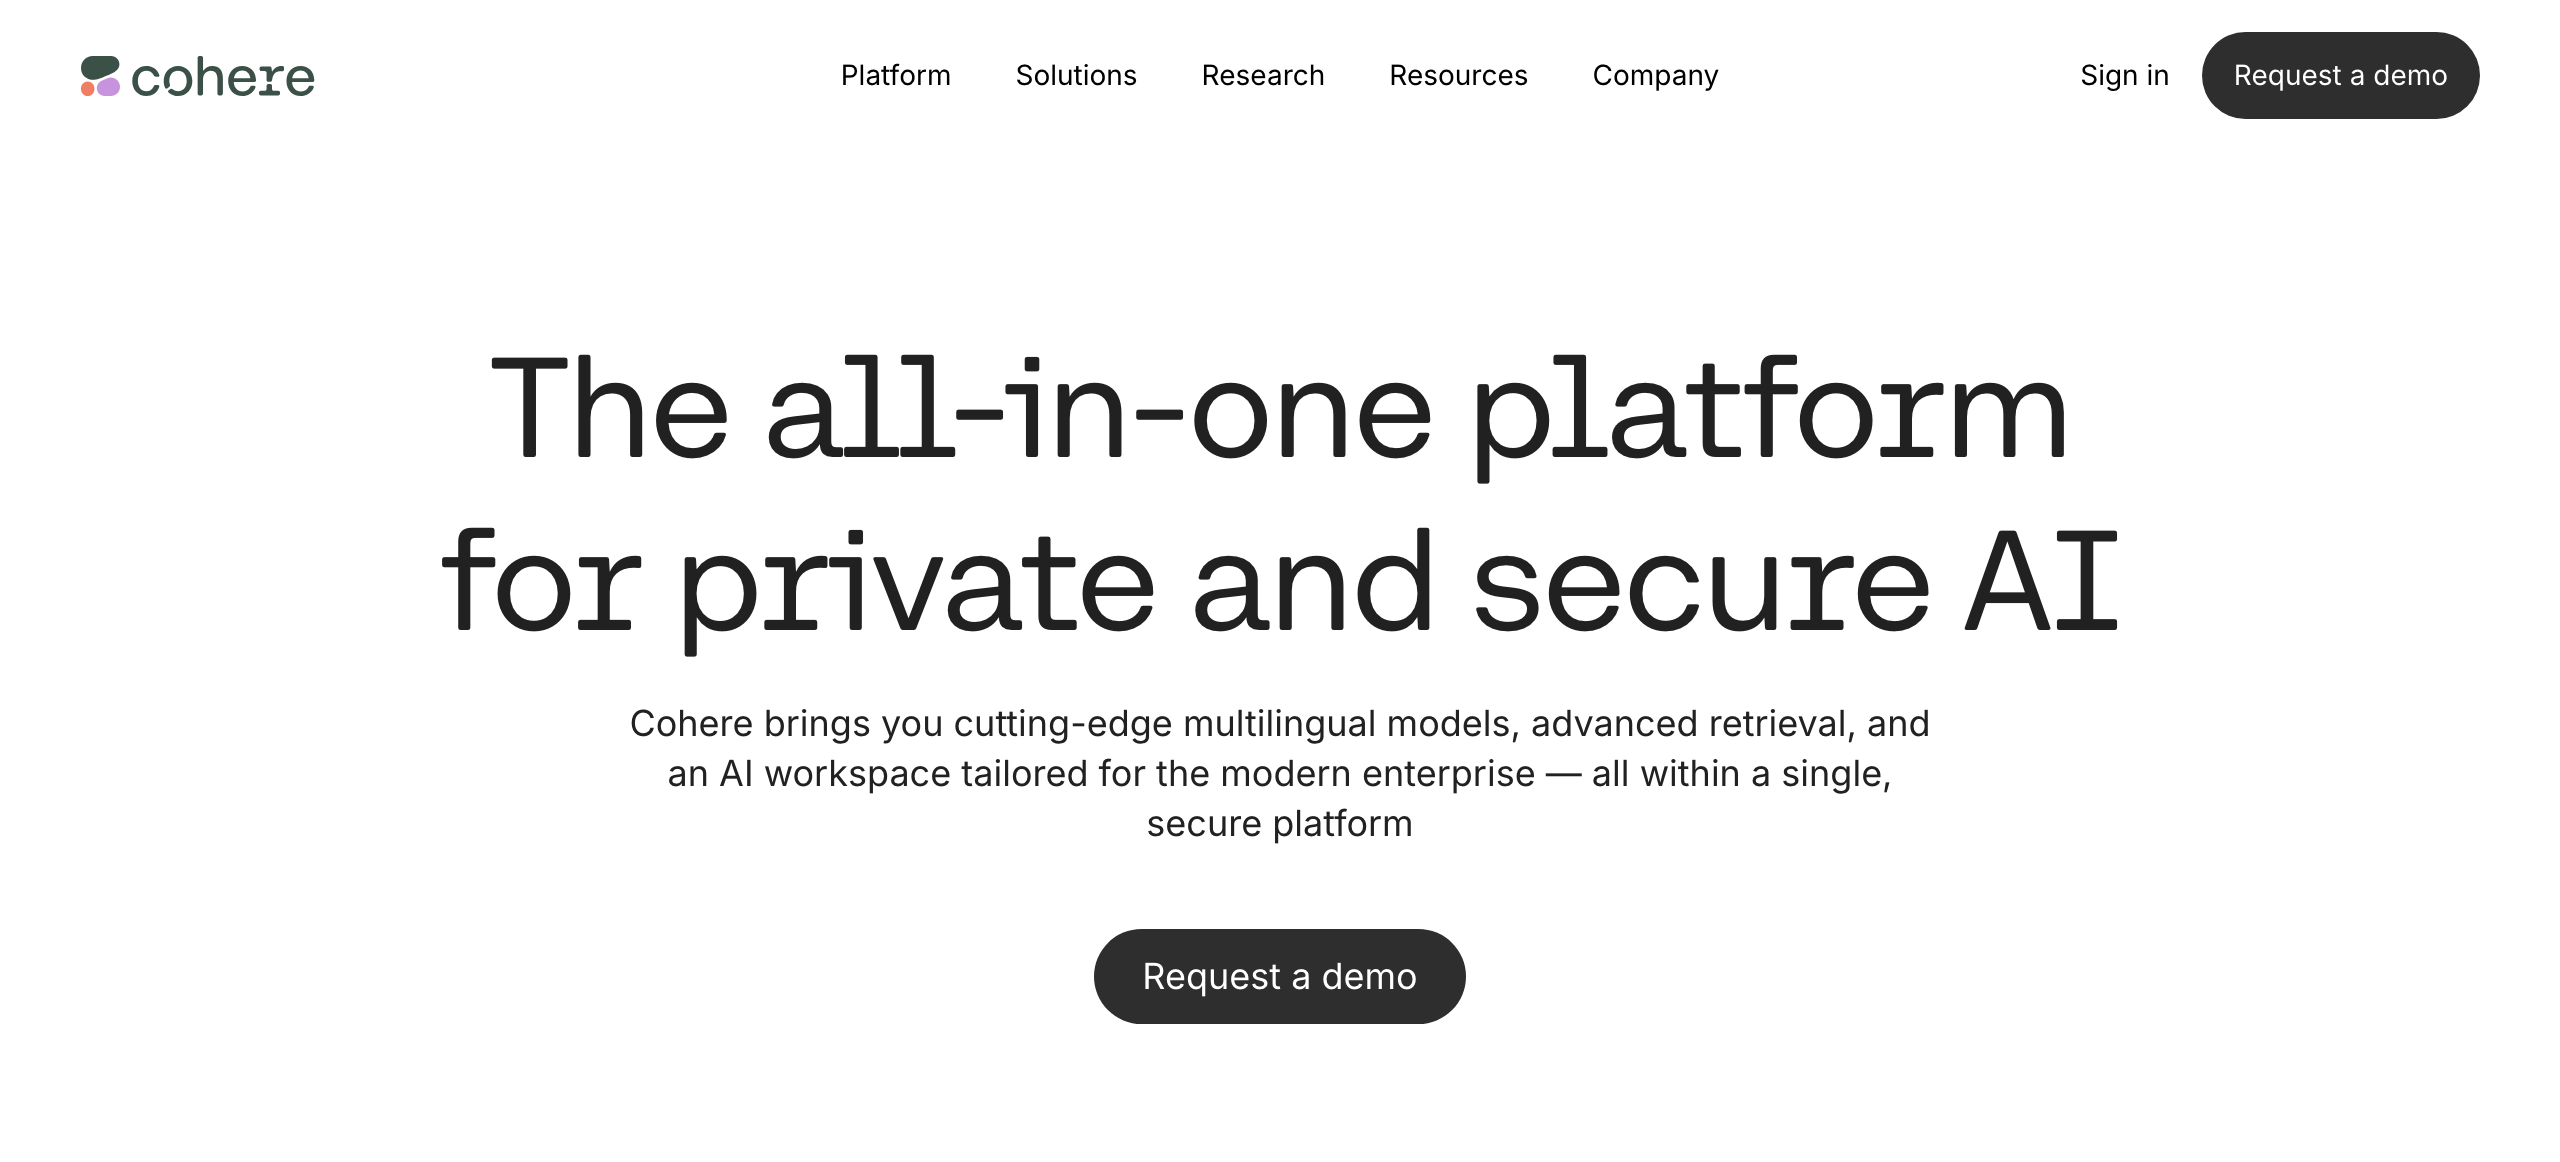 cohere
Platform
Solutions
Research
Resources
Company
Sign in
Request a demo
The all-in-one platform
for private and secure AI
Cohere brings you cutting-edge multilingual models, advanced retrieval, and
an AI workspace tailored for the modern enterprise — all within a single,
secure platform
Request a demo